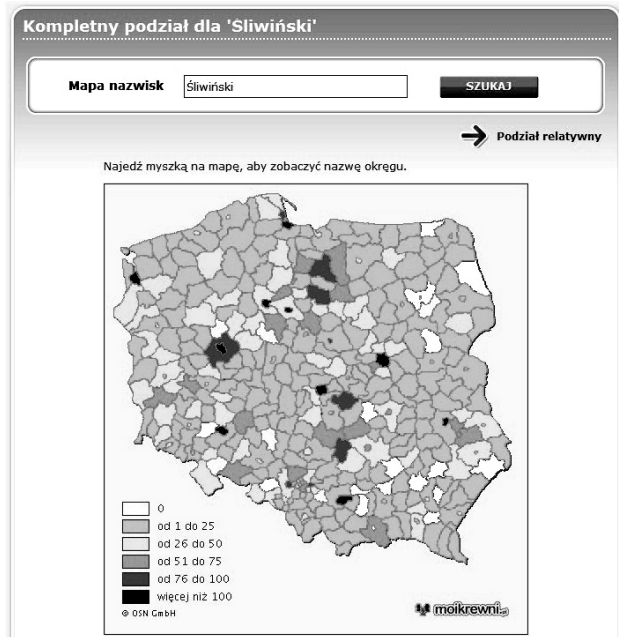 Kompletny podział dla 'Śliwiński'
Mapa nazwisk
Śliwiński
SZUKAJ
Podział relatywny
Najedź myszką na mapę, aby zobaczyć nazwę okręgu.
0
od 1 do 25
od 26 do 50
od 51 do 75
od 76 do 100
więcej niż 100
© OSN GmbH
moikrewni